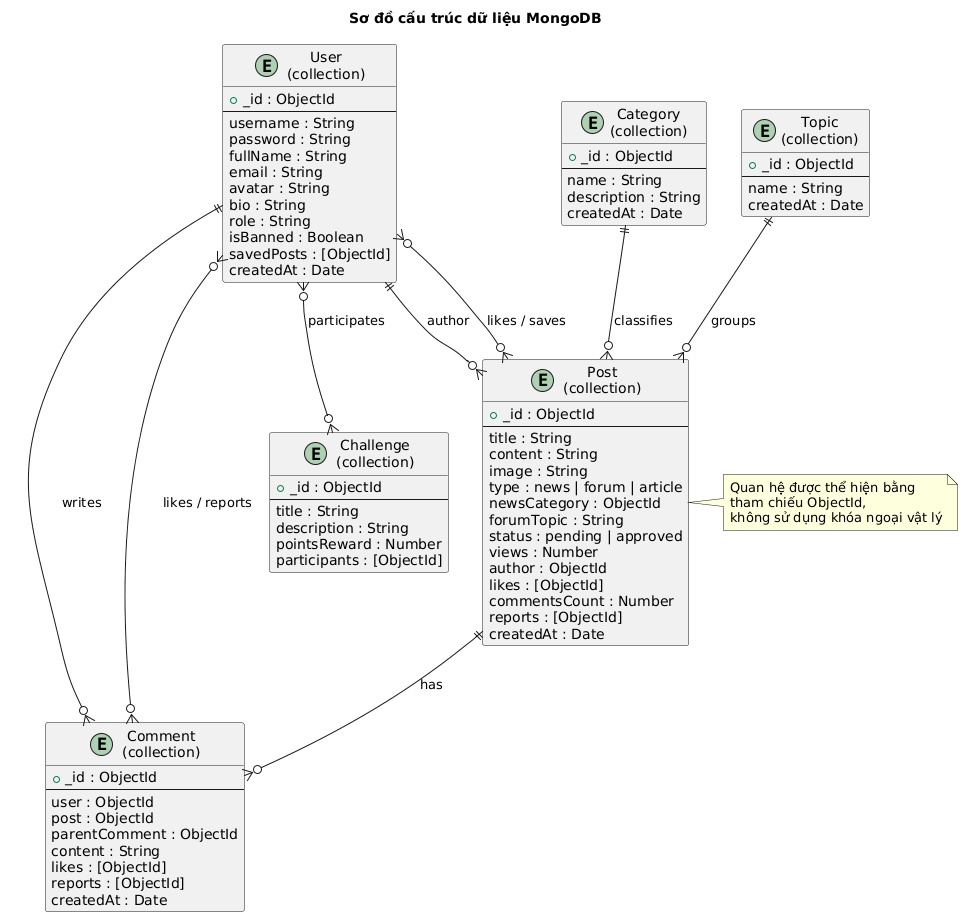 Sơ đồ cấu trúc dữ liệu MongoDB
E
User
(collection)
_id : ObjectId
username : String
password : String
fullName : String
email : String
avatar : String
bio : String
role : String
isBanned : Boolean
savedPosts : [ObjectId]
createdAt : Date
E
Category
(collection)
_id : ObjectId
name : String
description : String
createdAt : Date
E
Topic
(collection)
_id : ObjectId
name : String
createdAt : Date
participates
author
likes / saves
classifies
groups
E
Challenge
(collection)
_id : ObjectId
title : String
description : String
pointsReward : Number
participants : [ObjectId]
E
Post
(collection)
_id : ObjectId
title : String
content : String
image : String
type : news | forum | article
newsCategory : ObjectId
forumTopic : String
status : pending | approved
views : Number
author : ObjectId
likes : [ObjectId]
commentsCount : Number
reports : [ObjectId]
createdAt : Date
Quan hệ được thể hiện bằng
tham chiếu ObjectId,
không sử dụng khóa ngoại vật lý
writes
likes / reports
has
E
Comment
(collection)
_id : ObjectId
user : ObjectId
post : ObjectId
parentComment : ObjectId
content : String
likes : [ObjectId]
reports : [ObjectId]
createdAt : Date